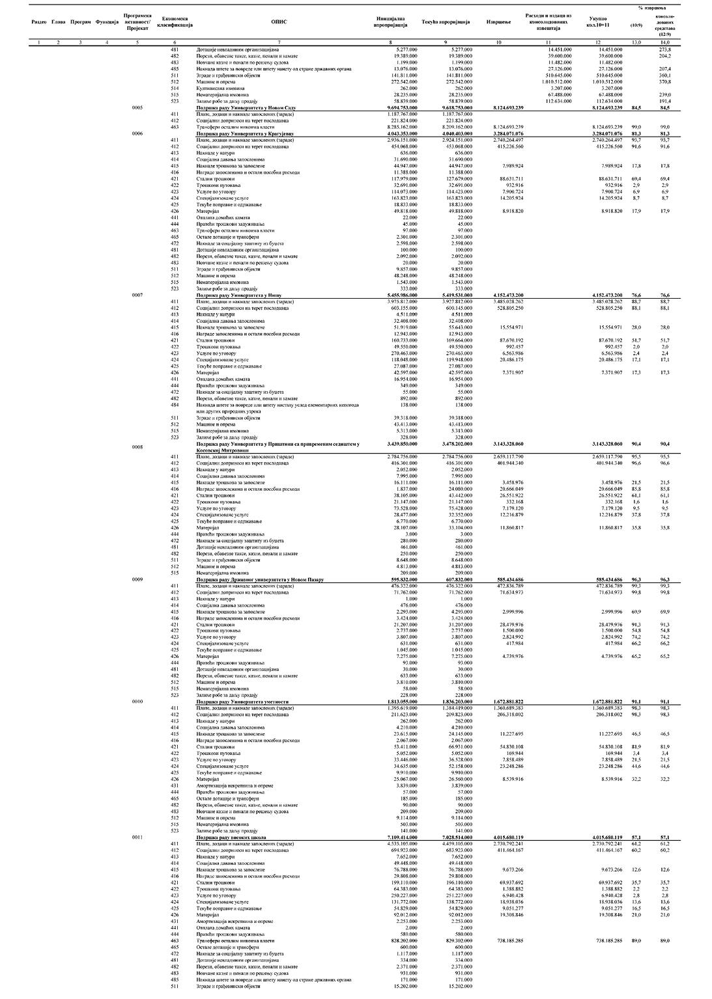 % извршења
Раздео Глава Програм Функција Програмска активност/ Пројекат Економска класификација ОПИС Иницијална апропријација Текућа апропријација Извршење Расходи и издаци из консолидованих извештаја Укупно кол.10+11 (10:9) консоли-дованих средстава (12:9)
1 2 3 4 5 6 7 8 9 10 11 12 13,0 14,0
481 Дотације невладиним организацијама 5.277.000 5.277.000 14.451.000 14.451.000 273,8
482 Порези, обавезне таксе, казне, пенали и камате 19.389.000 19.389.000 39.600.000 39.600.000 204,2
483 Новчане казне и пенали по решењу судова 1.199.000 1.199.000 11.482.000 11.482.000
485 Накнада штете за повреде или штету нанету од стране државних органа 13.076.000 13.076.000 27.126.000 27.126.000 207,4
511 Зграде и грађевински објекти 141.811.000 141.811.000 510.645.000 510.645.000 360,1
512 Машине и опрема 272.542.000 272.542.000 1.010.512.000 1.010.512.000 370,8
514 Култивисана имовина 262.000 262.000 3.207.000 3.207.000
515 Нематеријална имовина 28.235.000 28.235.000 67.488.000 67.488.000 239,0
523 Залихе робе за даљу продају 58.839.000 58.839.000 112.634.000 112.634.000 191,4
0005 Подршка раду Универзитета у Новом Саду 9.694.753.000 9.618.753.000 8.124.693.239 8.124.693.239 84,5 84,5
411 Плате, додаци и накнаде запослених (зараде) 1.187.767.000 1.187.767.000
412 Социјални доприноси на терет послодавца 221.824.000 221.824.000
463 Трансфери осталим нивоима власти 8.285.162.000 8.209.162.000 8.124.693.239 8.124.693.239 99,0 99,0
0006 Подршка раду Универзитета у Крагујевцу 4.043.353.000 4.040.403.000 3.284.071.076 3.284.071.076 81,3 81,3
411 Плате, додаци и накнаде запослених (зараде) 2.936.151.000 2.924.151.000 2.740.264.497 2.740.264.497 93,7 93,7
412 Социјални доприноси на терет послодавца 454.068.000 453.068.000 415.226.560 415.226.560 91,6 91,6
413 Накнаде у натури 636.000 636.000
414 Социјална давања запосленима 31.690.000 31.690.000
415 Накнаде трошкова за запослене 44.947.000 44.947.000 7.989.924 7.989.924 17,8 17,8
416 Награде запосленима и остали посебни расходи 11.388.000 11.388.000
421 Стални трошкови 117.979.000 127.679.000 88.631.711 88.631.711 69,4 69,4
422 Трошкови путовања 32.691.000 32.691.000 932.916 932.916 2,9 2,9
423 Услуге по уговору 114.073.000 114.423.000 7.900.724 7.900.724 6,9 6,9
424 Специјализоване услуге 163.823.000 163.823.000 14.205.924 14.205.924 8,7 8,7
425 Текуће поправке и одржавање 18.833.000 18.833.000
426 Материјал 49.818.000 49.818.000 8.918.820 8.918.820 17,9 17,9
441 Отплата домаћих камата 22.000 22.000
444 Пратећи трошкови задуживања 45.000 45.000
463 Трансфери осталим нивоима власти 97.000 97.000
465 Остале дотације и трансфери 2.301.000 2.301.000
472 Накнаде за социјалну заштиту из буџета 2.598.000 2.598.000
481 Дотације невладиним организацијама 100.000 100.000
482 Порези, обавезне таксе, казне, пенали и камате 2.092.000 2.092.000
483 Новчане казне и пенали по решењу судова 20.000 20.000
511 Зграде и грађевински објекти 9.857.000 9.857.000
512 Машине и опрема 48.248.000 48.248.000
515 Нематеријална имовина 1.543.000 1.543.000
523 Залихе робе за даљу продају 333.000 333.000
0007 Подршка раду Универзитета у Нишу 5.455.986.000 5.419.531.000 4.152.473.200 4.152.473.200 76,6 76,6
411 Плате, додаци и накнаде запослених (зараде) 3.975.812.000 3.927.812.000 3.485.028.262 3.485.028.262 88,7 88,7
412 Социјални доприноси на терет послодавца 603.155.000 600.145.000 528.805.250 528.805.250 88,1 88,1
413 Накнаде у натури 4.511.000 4.511.000
414 Социјална давања запосленима 32.408.000 32.408.000
415 Накнаде трошкова за запослене 51.919.000 55.643.000 15.554.971 15.554.971 28,0 28,0
416 Награде запосленима и остали посебни расходи 12.943.000 12.943.000
421 Стални трошкови 160.733.000 169.664.000 87.670.192 87.670.192 51,7 51,7
422 Трошкови путовања 49.550.000 49.550.000 992.457 992.457 2,0 2,0
423 Услуге по уговору 270.463.000 270.463.000 6.563.986 6.563.986 2,4 2,4
424 Специјализоване услуге 118.048.000 119.948.000 20.486.175 20.486.175 17,1 17,1
425 Текуће поправке и одржавање 27.087.000 27.087.000
426 Материјал 42.597.000 42.597.000 7.371.907 7.371.907 17,3 17,3
441 Отплата домаћих камата 16.954.000 16.954.000
444 Пратећи трошкови задуживања 349.000 349.000
472 Накнаде за социјалну заштиту из буџета 55.000 55.000
482 Порези, обавезне таксе, казне, пенали и камате 892.000 892.000
484 Накнада штете за повреде или штету насталу услед елементарних непогода 138.000 138.000
или других природних узрока
511 Зграде и грађевински објекти 39.318.000 39.318.000
512 Машине и опрема 43.413.000 43.413.000
515 Нематеријална имовина 5.313.000 5.313.000
523 Залихе робе за даљу продају 328.000 328.000
0008 Подршка раду Универзитета у Приштини са привременим седиштем у 3.439.850.000 3.478.202.000 3.143.328.060 3.143.328.060 90,4 90,4
Косовској Митровици
411 Плате, додаци и накнаде запослених (зараде) 2.784.756.000 2.784.756.000 2.659.117.790 2.659.117.790 95,5 95,5
412 Социјални доприноси на терет послодавца 416.301.000 416.301.000 401.944.340 401.944.340 96,6 96,6
413 Накнаде у натури 2.052.000 2.052.000
414 Социјална давања запосленима 7.995.000 7.995.000
415 Накнаде трошкова за запослене 16.111.000 16.111.000 3.458.976 3.458.976 21,5 21,5
416 Награде запосленима и остали посебни расходи 1.837.000 24.080.000 20.666.049 20.666.049 85,8 85,8
421 Стални трошкови 38.105.000 43.442.000 26.551.922 26.551.922 61,1 61,1
422 Трошкови путовања 21.147.000 21.147.000 332.168 332.168 1,6 1,6
423 Услуге по уговору 73.528.000 75.428.000 7.179.120 7.179.120 9,5 9,5
424 Специјализоване услуге 28.477.000 32.352.000 12.216.879 12.216.879 37,8 37,8
425 Текуће поправке и одржавање 6.770.000 6.770.000
426 Материјал 28.107.000 33.104.000 11.860.817 11.860.817 35,8 35,8
444 Пратећи трошкови задуживања 3.000 3.000
472 Накнаде за социјалну заштиту из буџета 280.000 280.000
481 Дотације невладиним организацијама 461.000 461.000
482 Порези, обавезне таксе, казне, пенали и камате 250.000 250.000
511 Зграде и грађевински објекти 8.648.000 8.648.000
512 Машине и опрема 4.813.000 4.813.000
515 Нематеријална имовина 209.000 209.000
0009 Подршка раду Државног универзитета у Новом Пазару 595.832.000 607.832.000 585.434.686 585.434.686 96,3 96,3
411 Плате, додаци и накнаде запослених (зараде) 476.322.000 476.322.000 472.836.789 472.836.789 99,3 99,3
412 Социјални доприноси на терет послодавца 71.762.000 71.762.000 71.634.973 71.634.973 99,8 99,8
413 Накнаде у натури 1.000 1.000
414 Социјална давања запосленима 476.000 476.000
415 Накнаде трошкова за запослене 2.293.000 4.293.000 2.999.996 2.999.996 69,9 69,9
416 Награде запосленима и остали посебни расходи 3.424.000 3.424.000
421 Стални трошкови 21.207.000 31.207.000 28.479.976 28.479.976 91,3 91,3
422 Трошкови путовања 2.737.000 2.737.000 1.500.000 1.500.000 54,8 54,8
423 Услуге по уговору 3.807.000 3.807.000 2.824.992 2.824.992 74,2 74,2
424 Специјализоване услуге 631.000 631.000 417.984 417.984 66,2 66,2
425 Текуће поправке и одржавање 1.045.000 1.045.000
426 Материјал 7.275.000 7.275.000 4.739.976 4.739.976 65,2 65,2
444 Пратећи трошкови задуживања 93.000 93.000
481 Дотације невладиним организацијама 30.000 30.000
482 Порези, обавезне таксе, казне, пенали и камате 633.000 633.000
512 Машине и опрема 3.810.000 3.810.000
515 Нематеријална имовина 58.000 58.000
523 Залихе робе за даљу продају 228.000 228.000
0010 Подршка раду Универзитета уметности 1.813.055.000 1.836.203.000 1.672.881.822 1.672.881.822 91,1 91,1
411 Плате, додаци и накнаде запослених (зараде) 1.395.619.000 1.384.419.000 1.360.689.383 1.360.689.383 98,3 98,3
412 Социјални доприноси на терет послодавца 211.623.000 209.823.000 206.318.002 206.318.002 98,3 98,3
413 Накнаде у натури 262.000 262.000
414 Социјална давања запосленима 4.210.000 4.210.000
415 Накнаде трошкова за запослене 23.615.000 24.145.000 11.227.695 11.227.695 46,5 46,5
416 Награде запосленима и остали посебни расходи 2.067.000 2.067.000
421 Стални трошкови 53.411.000 66.931.000 54.830.108 54.830.108 81,9 81,9
422 Трошкови путовања 5.052.000 5.052.000 169.944 169.944 3,4 3,4
423 Услуге по уговору 33.446.000 36.528.000 7.858.489 7.858.489 21,5 21,5
424 Специјализоване услуге 34.635.000 52.158.000 23.248.286 23.248.286 44,6 44,6
425 Текуће поправке и одржавање 9.910.000 9.910.000
426 Материјал 25.067.000 26.560.000 8.539.916 8.539.916 32,2 32,2
431 Амортизација некретнина и опреме 3.839.000 3.839.000
444 Пратећи трошкови задуживања 57.000 57.000
465 Остале дотације и трансфери 185.000 185.000
482 Порези, обавезне таксе, казне, пенали и камате 90.000 90.000
483 Новчане казне и пенали по решењу судова 209.000 209.000
512 Машине и опрема 9.114.000 9.114.000
515 Нематеријална имовина 503.000 503.000
523 Залихе робе за даљу продају 141.000 141.000
0011 Подршка раду високих школа 7.109.414.000 7.028.514.000 4.015.680.119 4.015.680.119 57,1 57,1
411 Плате, додаци и накнаде запослених (зараде) 4.535.105.000 4.459.105.000 2.730.792.241 2.730.792.241 61,2 61,2
412 Социјални доприноси на терет послодавца 694.923.000 683.923.000 411.464.167 411.464.167 60,2 60,2
413 Накнаде у натури 7.652.000 7.652.000
414 Социјална давања запосленима 49.448.000 49.448.000
415 Накнаде трошкова за запослене 76.788.000 76.788.000 9.673.266 9.673.266 12,6 12,6
416 Награде запосленима и остали посебни расходи 29.808.000 29.808.000
421 Стални трошкови 199.110.000 196.110.000 69.937.692 69.937.692 35,7 35,7
422 Трошкови путовања 64.383.000 64.383.000 1.388.882 1.388.882 2,2 2,2
423 Услуге по уговору 250.227.000 251.227.000 6.940.428 6.940.428 2,8 2,8
424 Специјализоване услуге 131.772.000 138.772.000 18.938.036 18.938.036 13,6 13,6
425 Текуће поправке и одржавање 54.829.000 54.829.000 9.051.277 9.051.277 16,5 16,5
426 Материјал 92.012.000 92.012.000 19.308.846 19.308.846 21,0 21,0
431 Амортизација некретнина и опреме 2.253.000 2.253.000
441 Отплата домаћих камата 2.000 2.000
444 Пратећи трошкови задуживања 580.000 580.000
463 Трансфери осталим нивоима власти 828.202.000 829.302.000 738.185.285 738.185.285 89,0 89,0
465 Остале дотације и трансфери 600.000 600.000
472 Накнаде за социјалну заштиту из буџета 1.117.000 1.117.000
481 Дотације невладиним организацијама 334.000 334.000
482 Порези, обавезне таксе, казне, пенали и камате 2.371.000 2.371.000
483 Новчане казне и пенали по решењу судова 931.000 931.000
485 Накнада штете за повреде или штету нанету од стране државних органа 171.000 171.000
511 Зграде и грађевински објекти 15.202.000 15.202.000